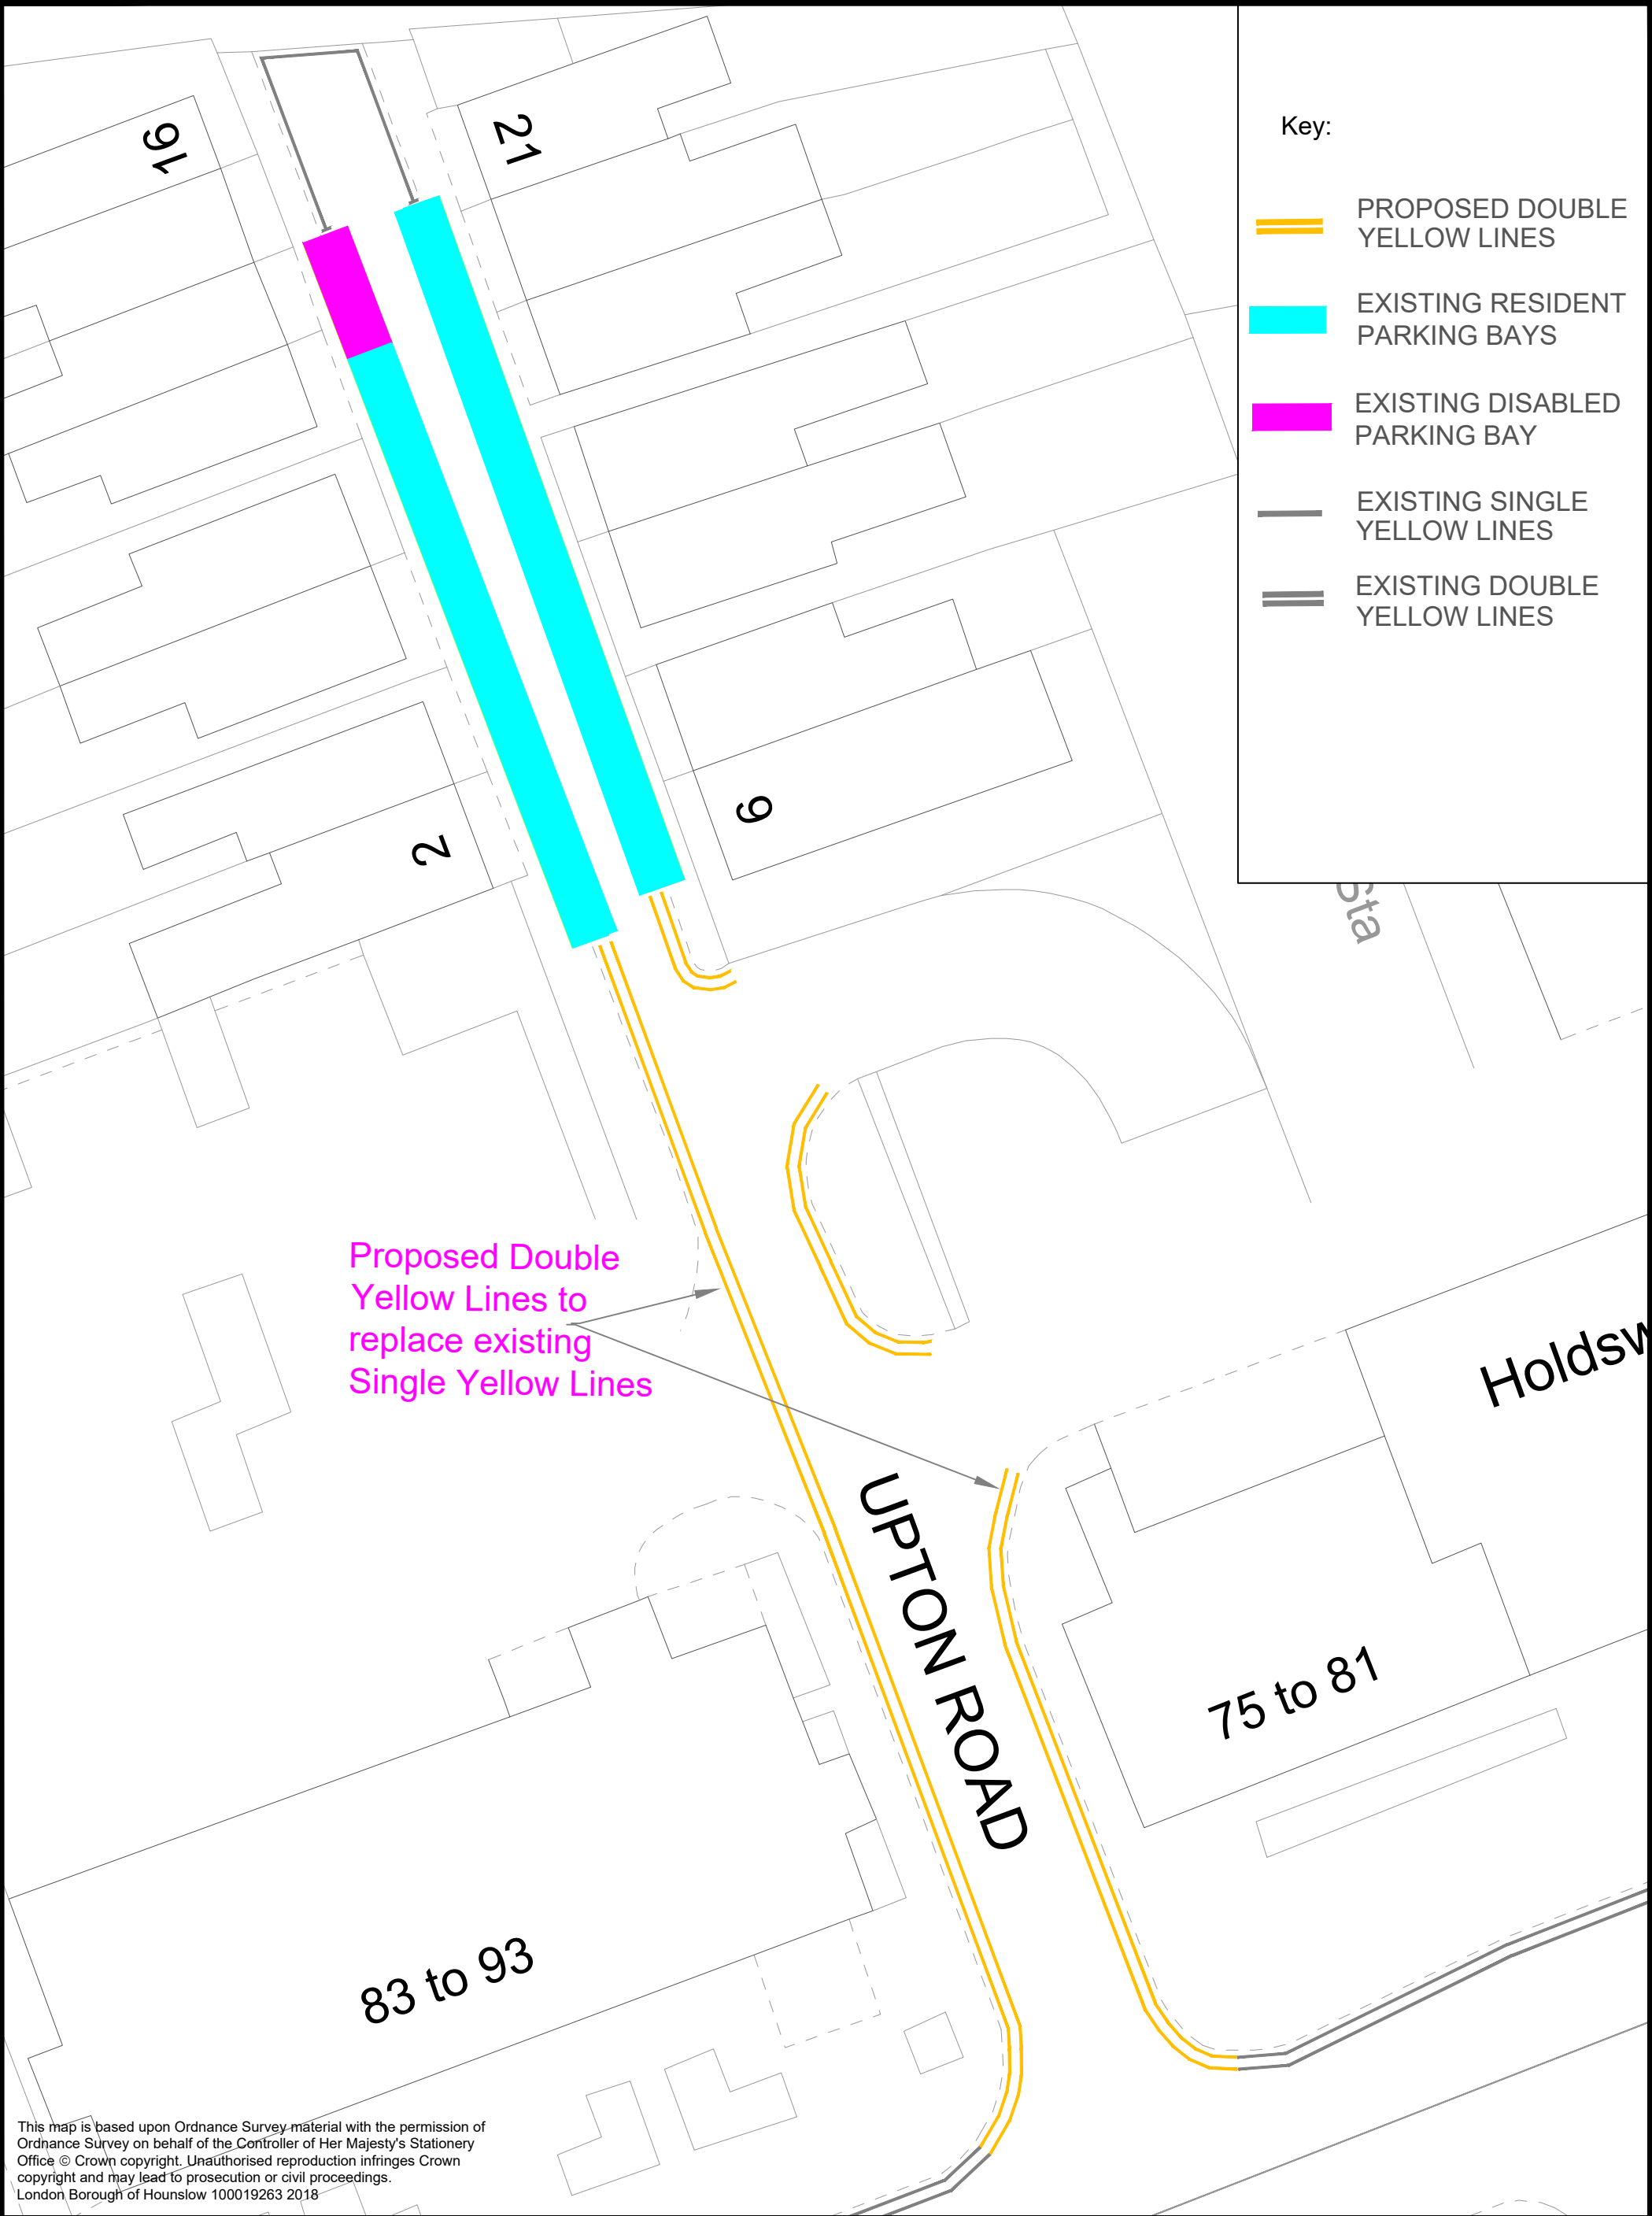 16
21
Key:
PROPOSED DOUBLE
YELLOW LINES
EXISTING RESIDENT
PARKING BAYS
EXISTING DISABLED
PARKING BAY
EXISTING SINGLE
YELLOW LINES
EXISTING DOUBLE
YELLOW LINES
2
9
Sta
Proposed Double
Yellow Lines to
replace existing
Single Yellow Lines
Holdsw
UPTON ROAD
75 to 81
83 to 93
This map is based upon Ordnance Survey material with the permission of
Ordnance Survey on behalf of the Controller of Her Majesty's Stationery
Office © Crown copyright. Unauthorised reproduction infringes Crown
copyright and may lead to prosecution or civil proceedings.
London Borough of Hounslow 100019263 2018